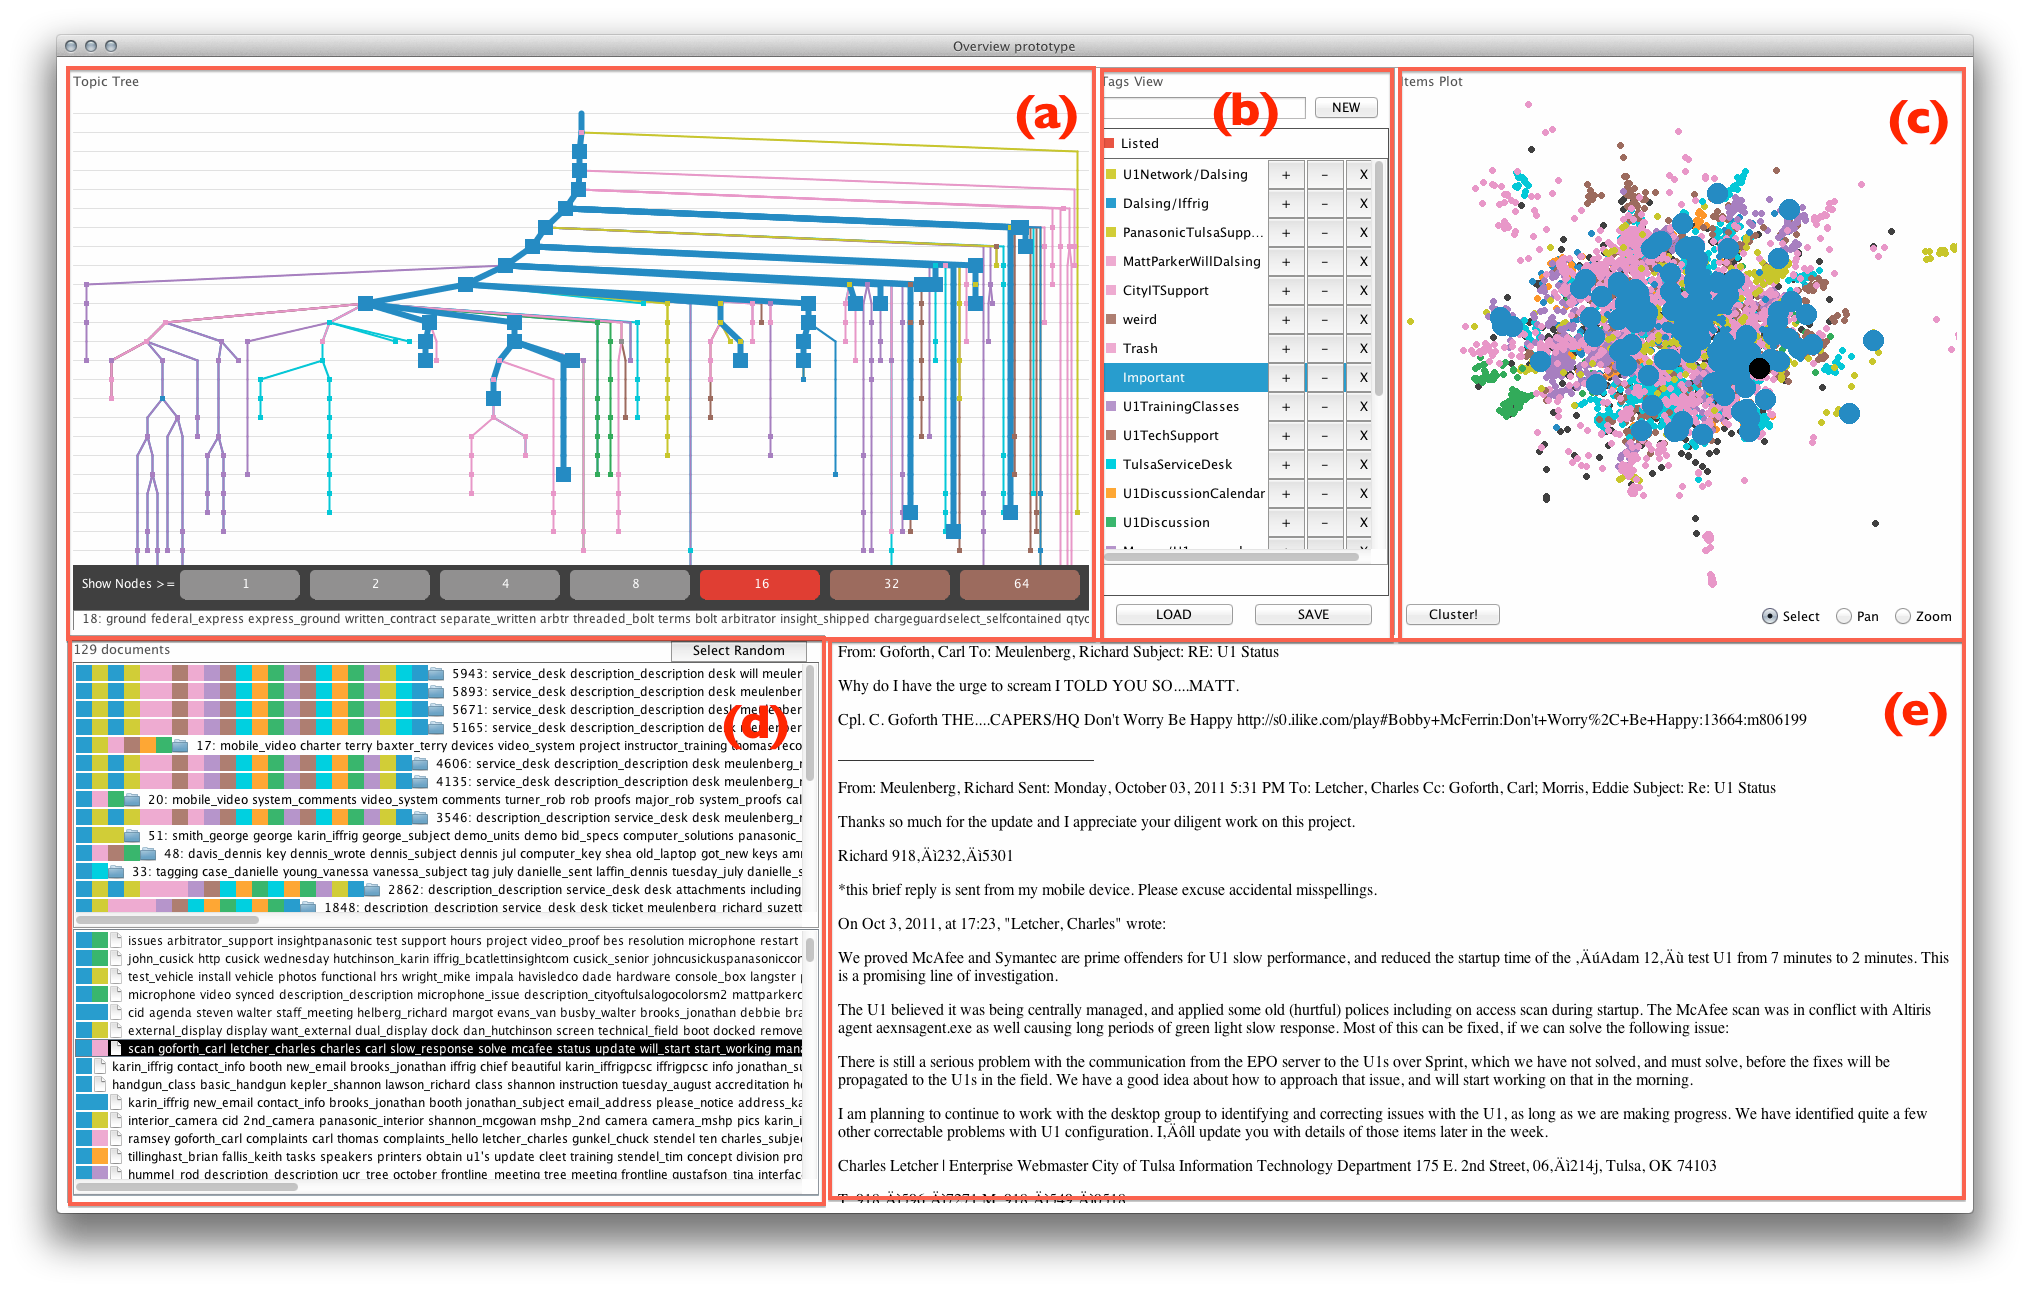 Overview prototype
Topic Tree
(a)
Show Nodes >= 1 2 4 8 16 32 64
18: ground federal_express express_ground written_contract separate_written arbtr threaded_bolt terms bolt arbitrator insight_shipped chargeguardselect_selfcontained qtyc
Tags View
(b)
NEW
Listed
U1Network/Dalsing + - X
Dalsing/Iffrig + - X
PanasonicTulsaSupp... + - X
MattParkerWillDalsing + - X
CityITSupport + - X
weird + - X
Trash + - X
Important + - X
U1TrainingClasses + - X
U1TechSupport + - X
TulsaServiceDesk + - X
U1DiscussionCalendar + - X
U1Discussion + - X
LOAD SAVE
Items Plot
(c)
Cluster! Select Pan Zoom
129 documents Select Random
(d)
5943: service_desk description_description desk will meuler
5893: service_desk description_description desk meulenber
5671: service_desk description_description desk
5165: service_desk description_description desk
17: mobile_video charter terry baxter_terry devices video_system project instructor_training thomas reco
4606: service_desk description_description desk meulenberg_r
4135: service_desk description_description desk meulenberg_r
20: mobile_video system_comments video_system comments turner_rob rob proofs major_rob system_proofs cal
3546: description_description service_desk desk meulenberg_r
51: smith_george george karin_iffrig george_subject demo_units demo bid_specs computer_solutions panasonic_
48: davis_dennis key dennis_wrote dennis_subject dennis jul computer_key shea old_laptop got_new keys amr
33: tagging case_danielle young_vanessa vanessa_subject tag july danielle_sent laffin_dennis tuesday_july danielle_s
2862: description_description service_desk desk attachments including
1848: description_description service_desk desk ticket meulenberg_richard suzett
issues arbitrator_support insightpanasonic test support hours project video_proof bes resolution microphone restart
john_cusick http cusick wednesday hutchinson_karin iffrig_bcatlettinsightcom cusick_senior johncusickuspanasoniccor
test_vehicle install vehicle photos functional hrs wright_mike impala havisledco dade hardware console_box langster p
microphone video synced description_description microphone_issue description_cityoftulsalogocolorsm2 mattparkerc
cid agenda steven walter staff_meeting helberg_richard margot evans_van busby_walter brooks_jonathan debbie bra
external_display display want_external dual_display dock dan_hutchinson screen technical_field boot docked remove
scan goforth_carl letcher_charles charles carl slow_response solve mcafee status update will_start start_working mana
karin_iffrig contact_info booth new_email brooks_jonathan iffrig chief beautiful karin_iffrigpcsc iffrigpcsc info jonathan_su
handgun_class basic_handgun kepler_shannon lawson_richard class shannon instruction tuesday_august accreditation he
karin_iffrig new_email contact_info brooks_jonathan booth jonathan_subject email_address please_notice address_ka
interior_camera cid 2nd_camera panasonic_interior shannon_mcgowan mshp_2nd camera camera_mshp pics karin_i
ramsey goforth_carl complaints carl thomas complaints_hello letcher_charles gunkel_chuck stendel ten charles_subjec
tillinghast_brian fallis_keith tasks speakers printers obtain u1's update cleet training stendel_tim concept division pro
hummel_rod description_description ucr_tree october frontline_meeting tree meeting frontline gustafson_tina interfac
(e)
From: Goforth, Carl To: Meulenberg, Richard Subject: RE: U1 Status
Why do I have the urge to scream I TOLD YOU SO....MATT.
Cpl. C. Goforth THE....CAPERS/HQ Don't Worry Be Happy http://s0.ilike.com/play#Bobby+McFerrin:Don't+Worry%2C+Be+Happy:13664:m806199
From: Meulenberg, Richard Sent: Monday, October 03, 2011 5:31 PM To: Letcher, Charles Cc: Goforth, Carl; Morris, Eddie Subject: Re: U1 Status
Thanks so much for the update and I appreciate your diligent work on this project.
Richard 918‚Äì232‚Äì5301
*this brief reply is sent from my mobile device. Please excuse accidental misspellings.
On Oct 3, 2011, at 17:23, "Letcher, Charles" wrote:
We proved McAfee and Symantec are prime offenders for U1 slow performance, and reduced the startup time of the ‚ÄúAdam 12‚Äù test U1 from 7 minutes to 2 minutes. This
is a promising line of investigation.
The U1 believed it was being centrally managed, and applied some old (hurtful) polices including on access scan during startup. The McAfee scan was in conflict with Altiris
agent aexnsagent.exe as well causing long periods of green light slow response. Most of this can be fixed, if we can solve the following issue:
There is still a serious problem with the communication from the EPO server to the U1s over Sprint, which we have not solved, and must solve, before the fixes will be
propagated to the U1s in the field. We have a good idea about how to approach that issue, and will start working on that in the morning.
I am planning to continue to work with the desktop group to identifying and correcting issues with the U1, as long as we are making progress. We have identified quite a few
other correctable problems with U1 configuration. I‚Äôll update you with details of those items later in the week.
Charles Letcher | Enterprise Webmaster City of Tulsa Information Technology Department 175 E. 2nd Street, 06‚Äì214j, Tulsa, OK 74103